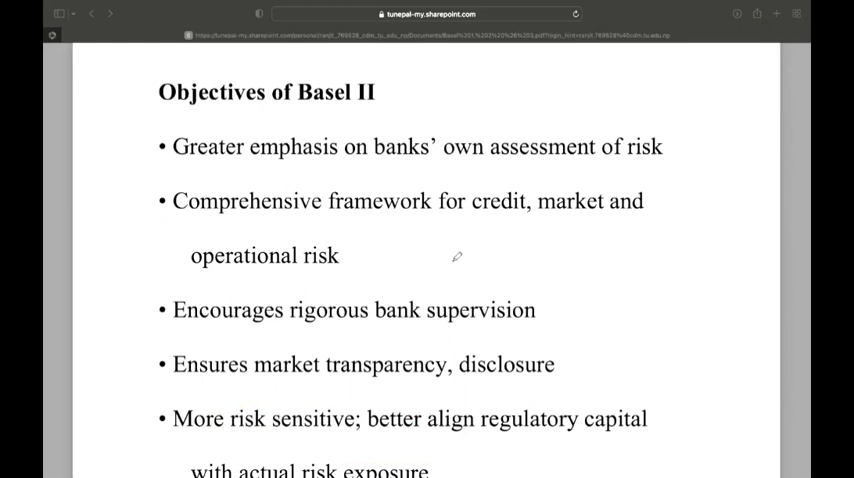 tunepal-my.sharepoint.com
Objectives of Basel II
• Greater emphasis on banks’ own assessment of risk
• Comprehensive framework for credit, market and
operational risk
• Encourages rigorous bank supervision
• Ensures market transparency, disclosure
• More risk sensitive; better align regulatory capital
with actual risk exposure